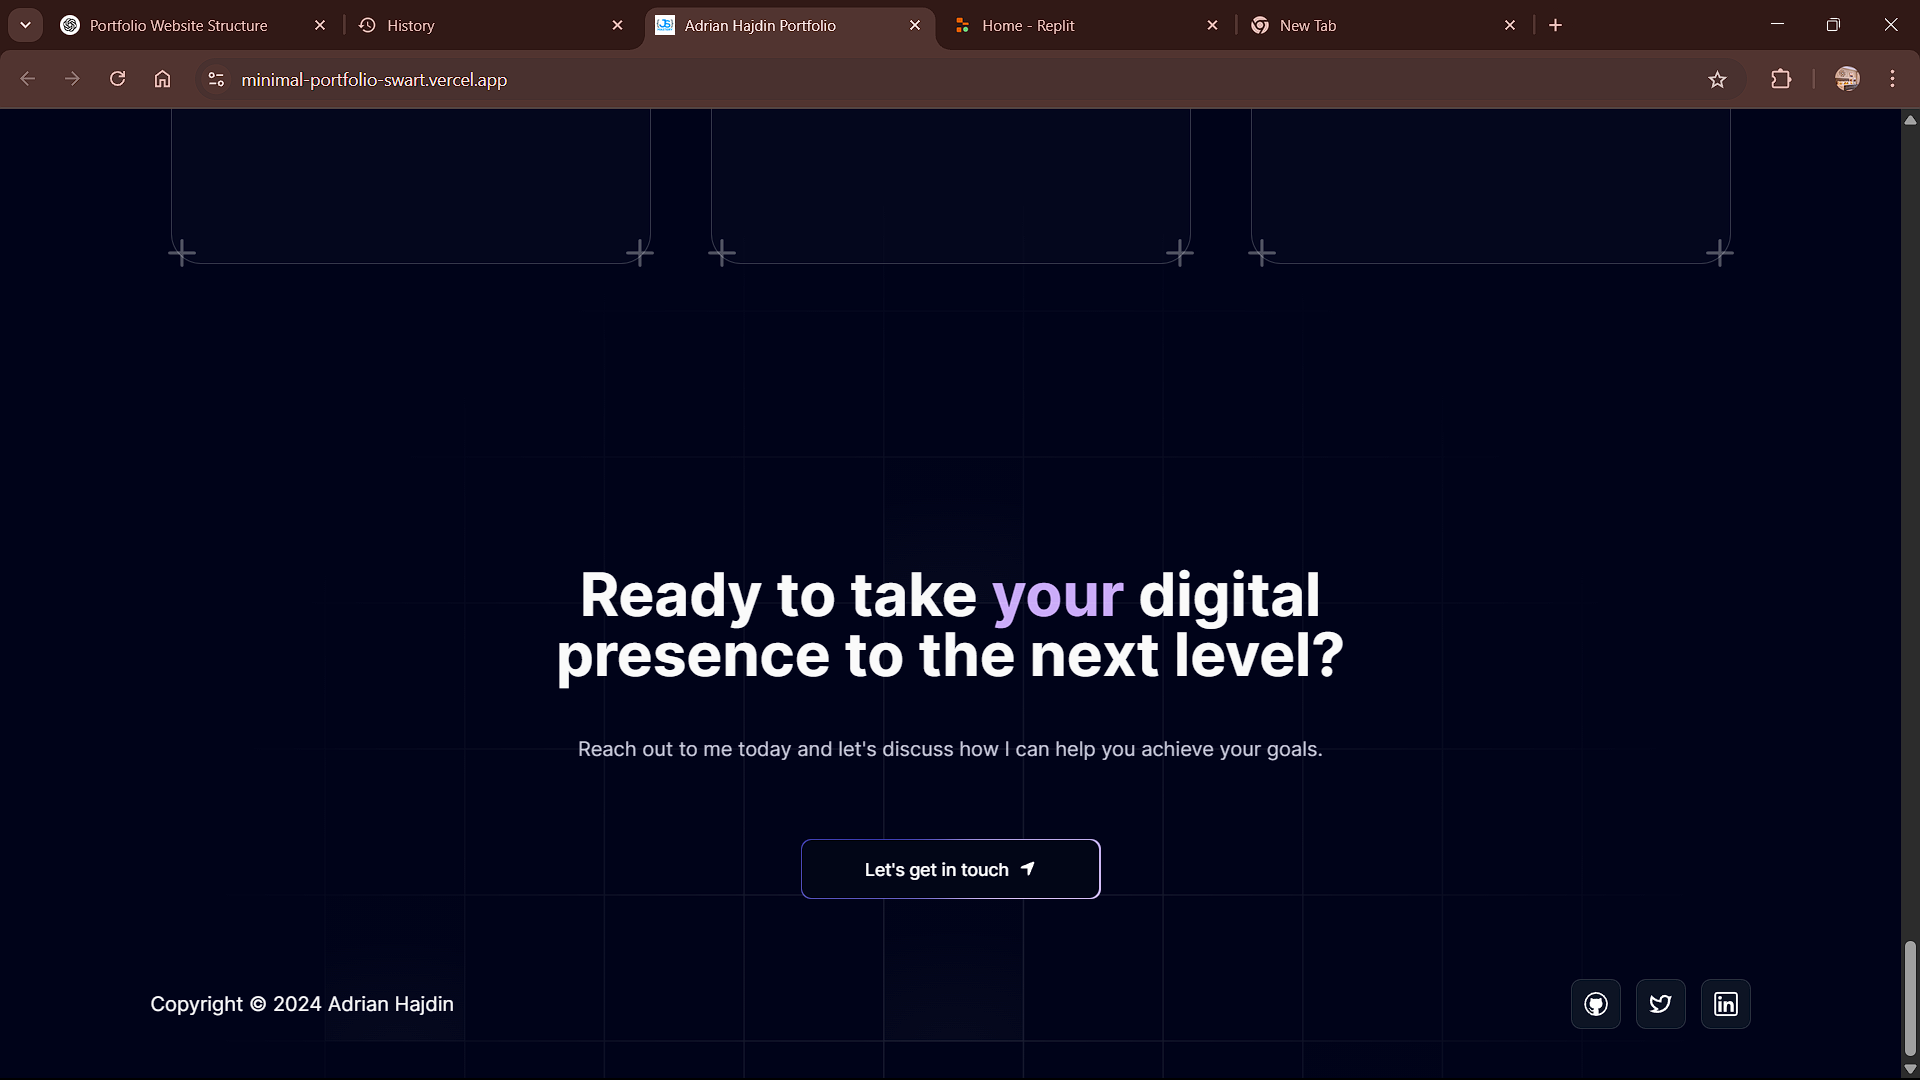 Portfolio Website Structure
History
Adrian Hajdin Portfolio
Home - Replit
New Tab
minimal-portfolio-swart.vercel.app
Ready to take your digital
presence to the next level?
Reach out to me today and let's discuss how I can help you achieve your goals.
Let's get in touch
Copyright © 2024 Adrian Hajdin